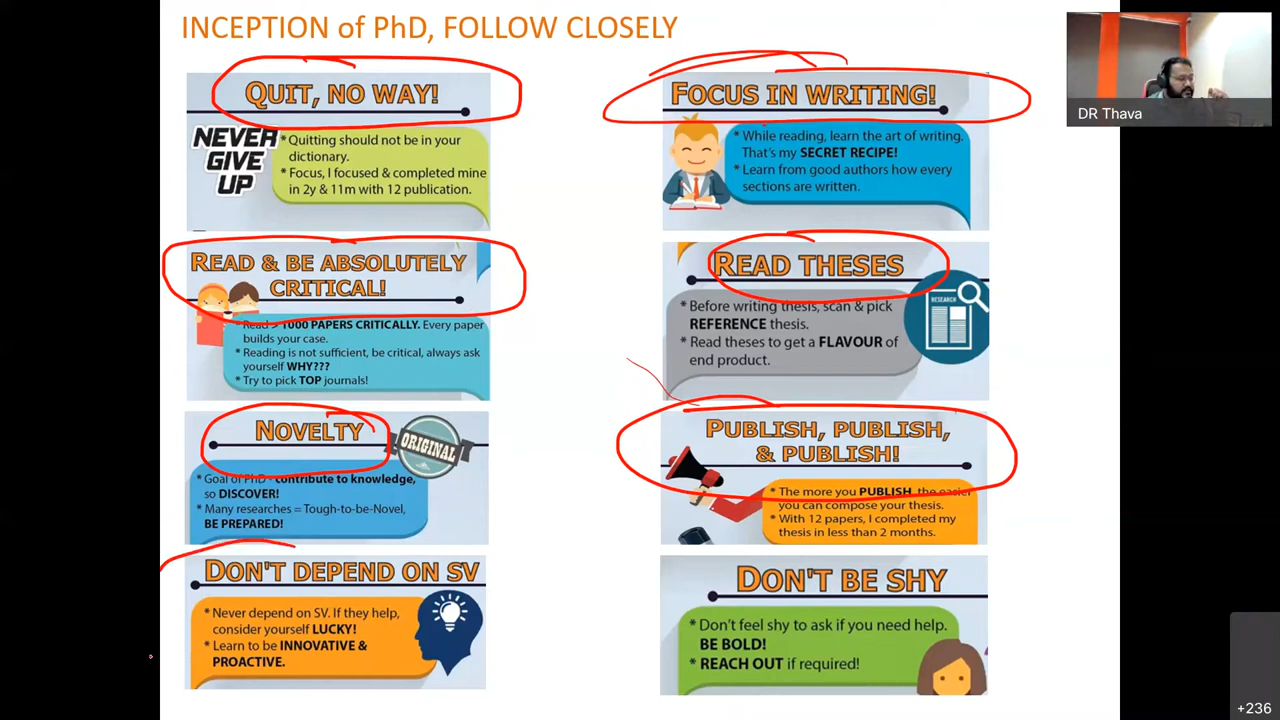 INCEPTION of PhD, FOLLOW CLOSELY
QUIT, NO WAY!
NEVER
GIVE
UP
* Quitting should not be in your
dictionary.
* Focus, I focused & completed mine
in 2y & 11m with 12 publication.
READ & BE ABSOLUTELY
CRITICAL!
* Read > 1000 PAPERS CRITICALLY. Every paper
builds your case.
* Reading is not sufficient, be critical, always ask
yourself WHY???
* Try to pick TOP journals!
NOVELTY
ORIGINAL
* Goal of PhD - contribute to knowledge,
so DISCOVER!
* Many researches = Tough-to-be-Novel,
BE PREPARED!
DON'T DEPEND ON SV
* Never depend on SV. If they help,
consider yourself LUCKY!
* Learn to be INNOVATIVE &
PROACTIVE.
FOCUS IN WRITING!
* While reading, learn the art of writing.
That's my SECRET RECIPE!
* Learn from good authors how every
sections are written.
READ THESES
RESEARCH
* Before writing thesis, scan & pick
REFERENCE thesis.
* Read theses to get a FLAVOUR of
end product.
PUBLISH, PUBLISH,
& PUBLISH!
* The more you PUBLISH, the easier
you can compose your thesis.
* With 12 papers, I completed my
thesis in less than 2 months.
DON'T BE SHY
* Don't feel shy to ask if you need help.
BE BOLD!
* REACH OUT if required!
DR Thava
+236